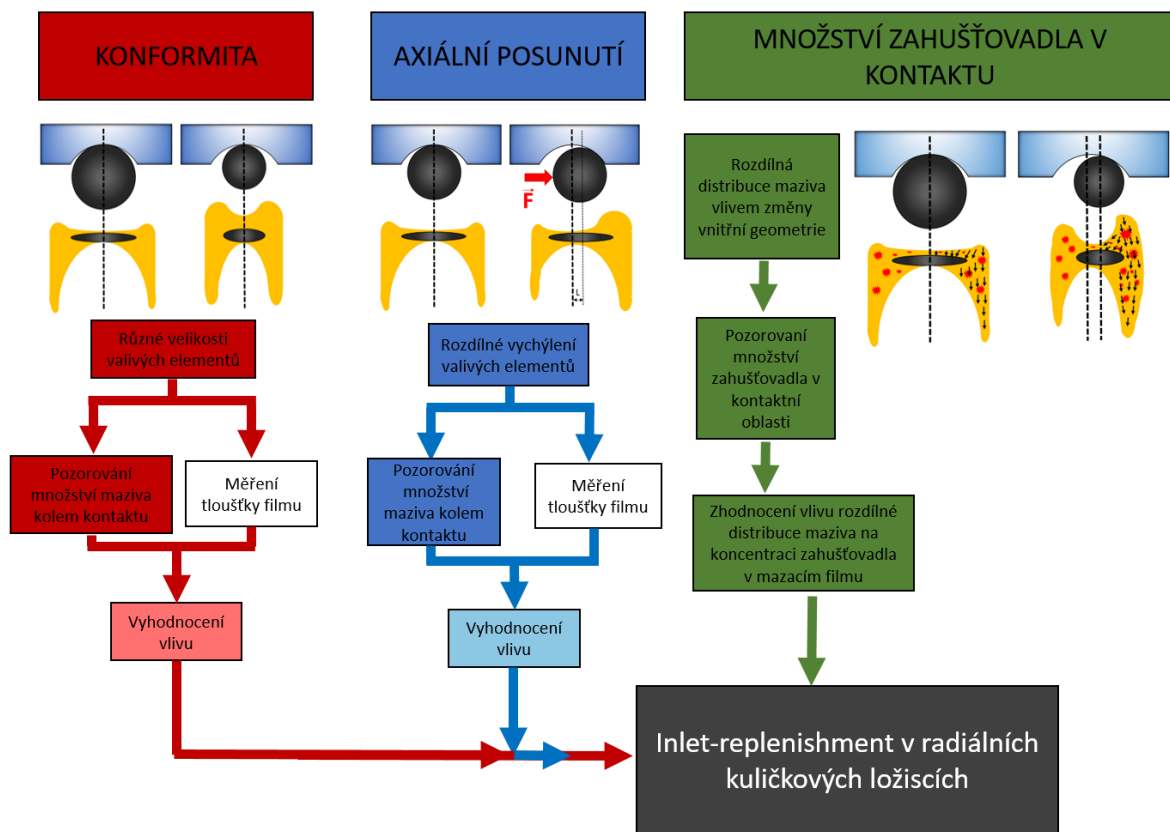 KONFORMITA
AXIÁLNÍ POSUNUTÍ
MNOŽSTVÍ ZAHUŠŤOVADLA V
KONTAKTU
F
L
Různé velikosti
valivých elementů
Pozorování
množství maziva
kolem kontaktu
Měření
tloušťky filmu
Vyhodnocení
vlivu
Rozdílné vychýlení
valivých elementů
Pozorování
množství
maziva kolem
kontaktu
Měření
tloušťky filmu
Vyhodnocení
vlivu
Rozdílná
distribuce maziva
vlivem změny
vnitřní geometrie
Pozorovaní
množství
zahušťovadla v
kontaktní
oblasti
Zhodnocení vlivu rozdílné
distribuce maziva na
koncentraci zahušťovadla
v mazacím filmu
Inlet-replenishment v radiálních
kuličkových ložiscích